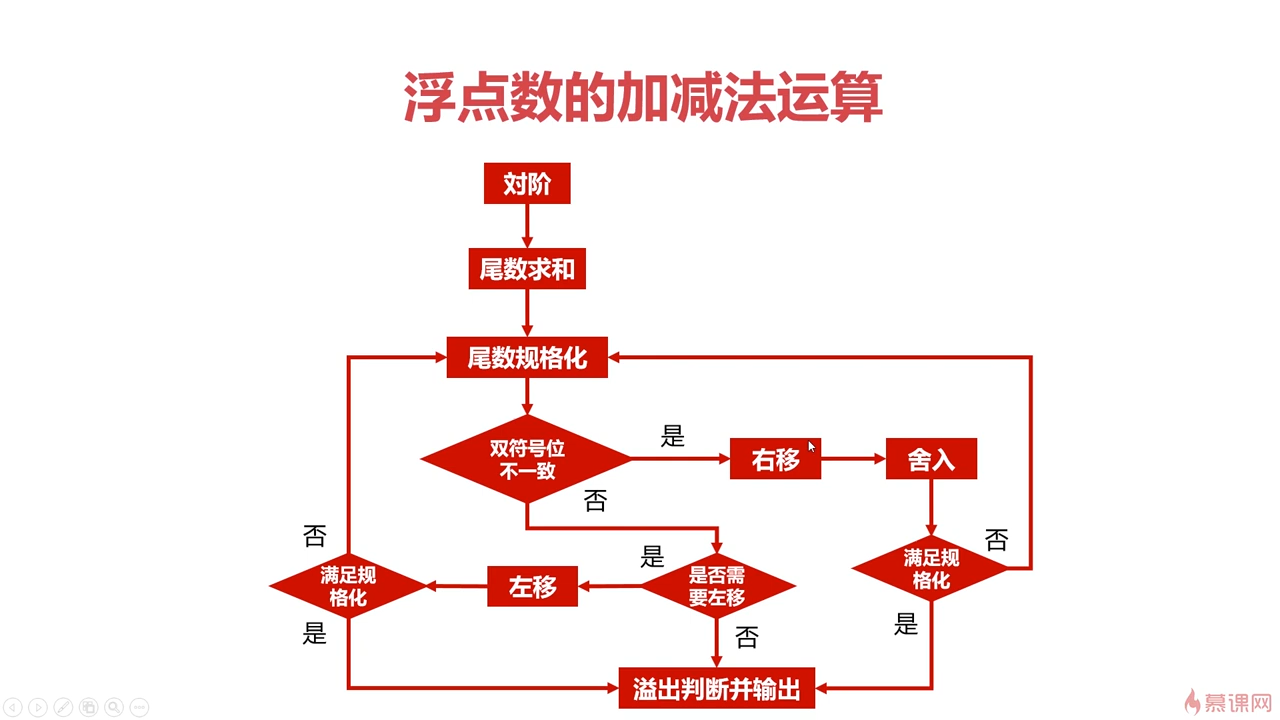 浮点数的加减法运算
对阶
尾数求和
尾数规格化
双符号位
不一致
是
右移
舍入
否
否
是
否
满足规
格化
左移
是否需
要左移
满足规
格化
是
否
是
溢出判断并输出
慕课网